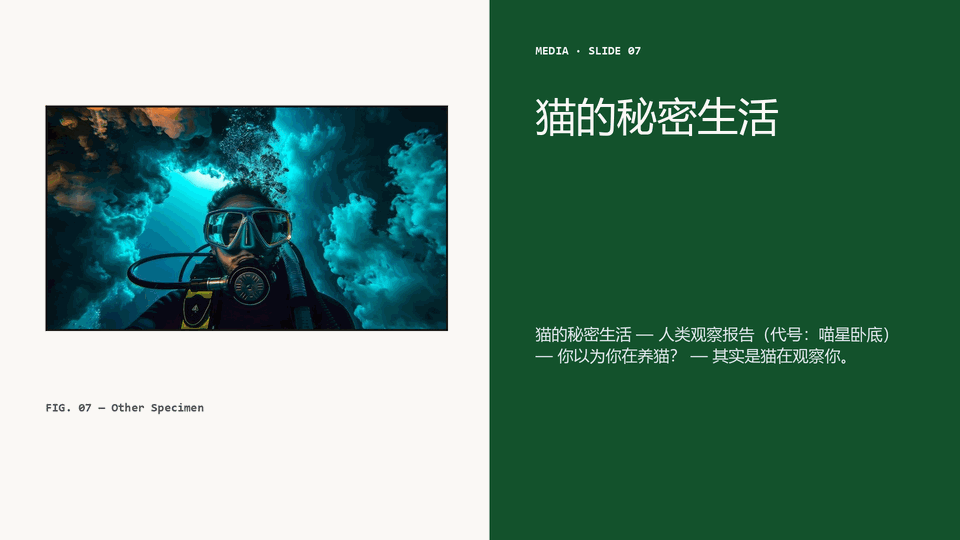 MEDIA · SLIDE 07
猫的秘密生活
猫的秘密生活 — 人类观察报告（代号：喵星卧底）
— 你以为你在养猫？ — 其实是猫在观察你。
FIG. 07 — Other Specimen